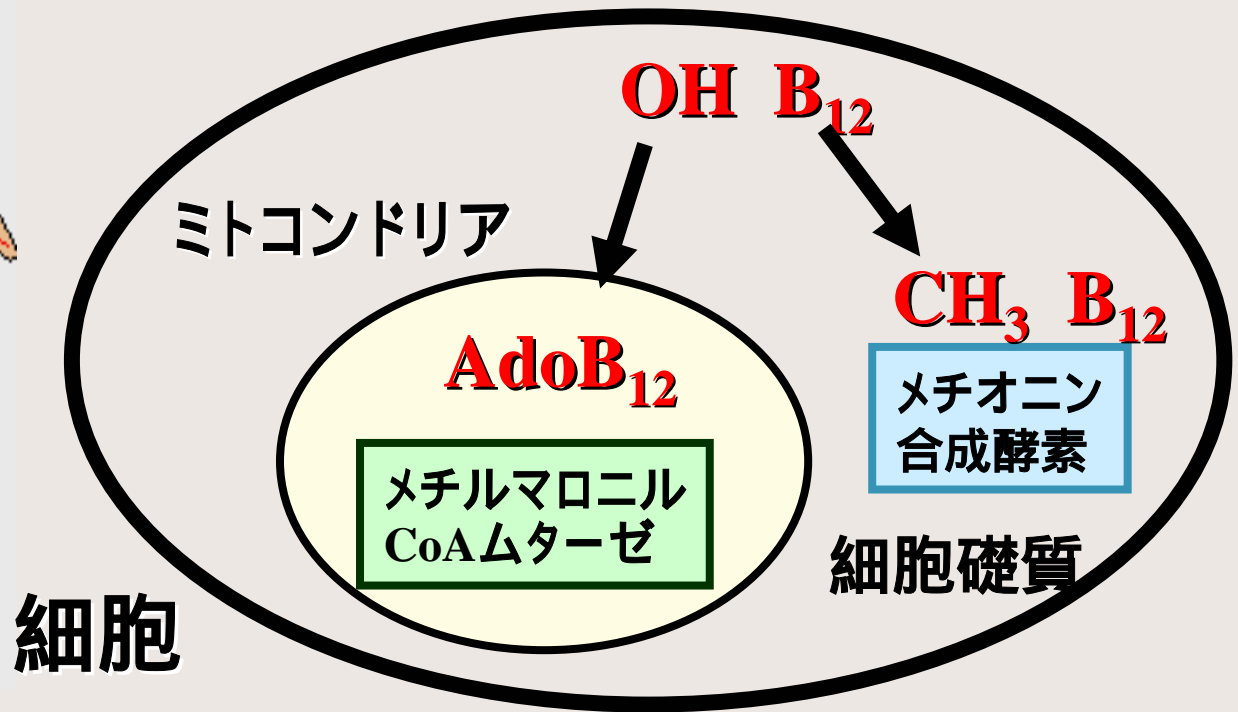 OH B₁₂
ミトコンドリア
CH₃ B₁₂
AdoB₁₂
メチオニン
合成酵素
メチルマロニル
CoAムターゼ
細胞礎質
細胞